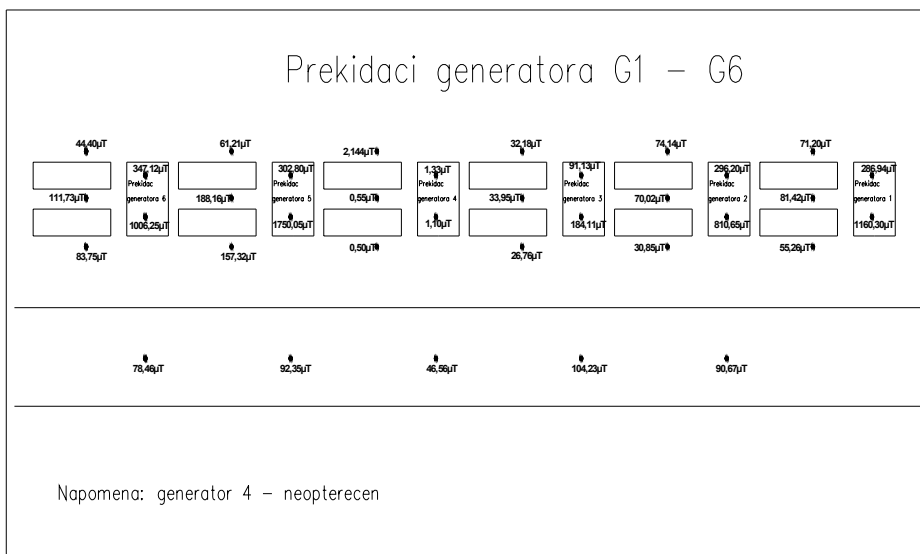 Prekidaci generatora G1 – G6
44,40µT
61,21µT
2,144µT
32,18µT
74,14µT
71,20µT
347,12µT
302,80µT
1,33µT
91,13µT
296,20µT
286,94µT
Prekidac
generatora 6
Prekidac
generatora 5
Prekidac
generatora 4
Prekidac
generatora 3
Prekidac
generatora 2
Prekidac
generatora 1
111,73µT
188,16µT
0,55µT
33,95µT
70,02µT
81,42µT
1006,25µT
1750,05µT
1,10µT
184,11µT
810,65µT
1160,30µT
83,75µT
157,32µT
0,50µT
26,76µT
30,85µT
55,26µT
78,46µT
92,35µT
46,56µT
104,23µT
90,67µT
Napomena: generator 4 – neopterecen